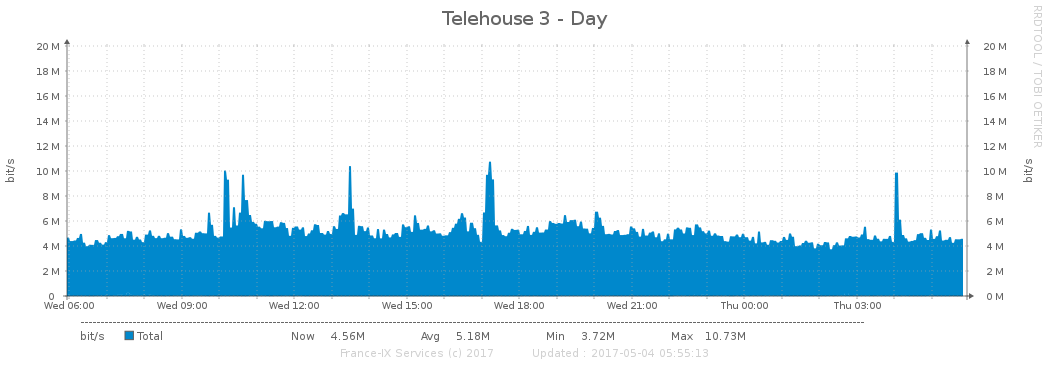 Telehouse 3 - Day
RRDTOOL / TOBI OETIKER
bit/s
20 M 20 M
18 M 18 M
16 M 16 M
14 M 14 M
12 M 12 M
10 M 10 M
8 M 8 M
6 M 6 M
4 M 4 M
2 M 2 M
0 0 M
bit/s
Wed 06:00 Wed 09:00 Wed 12:00 Wed 15:00 Wed 18:00 Wed 21:00 Thu 00:00 Thu 03:00
bit/s Total Now 4.56M Avg 5.18M Min 3.72M Max 10.73M
France-IX Services (c) 2017 Updated : 2017-05-04 05:55:13